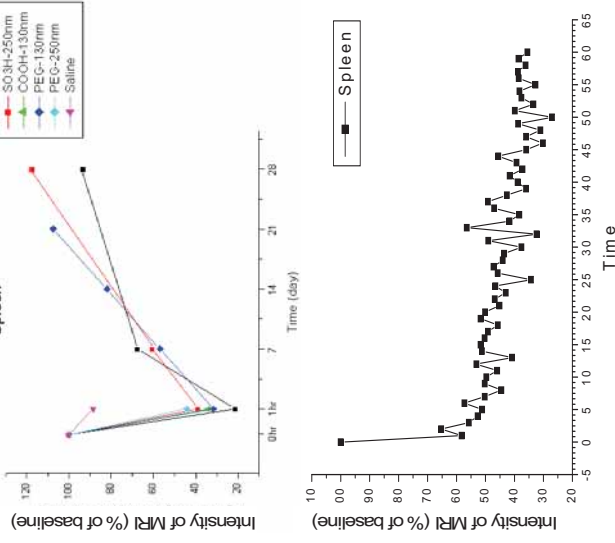 SO3H-250nm
COOH-130nm
PEG-130nm
PEG-250nm
Saline
Intensity of MRI (% of baseline)
120
100
80
60
40
20
0hr 1hr 7 14 21 28
Time (day)
Spleen
Intensity of MRI (% of baseline)
10
00
90
80
70
60
50
40
30
20
-5 0 5 10 15 20 25 30 35 40 45 50 55 60 65
Time